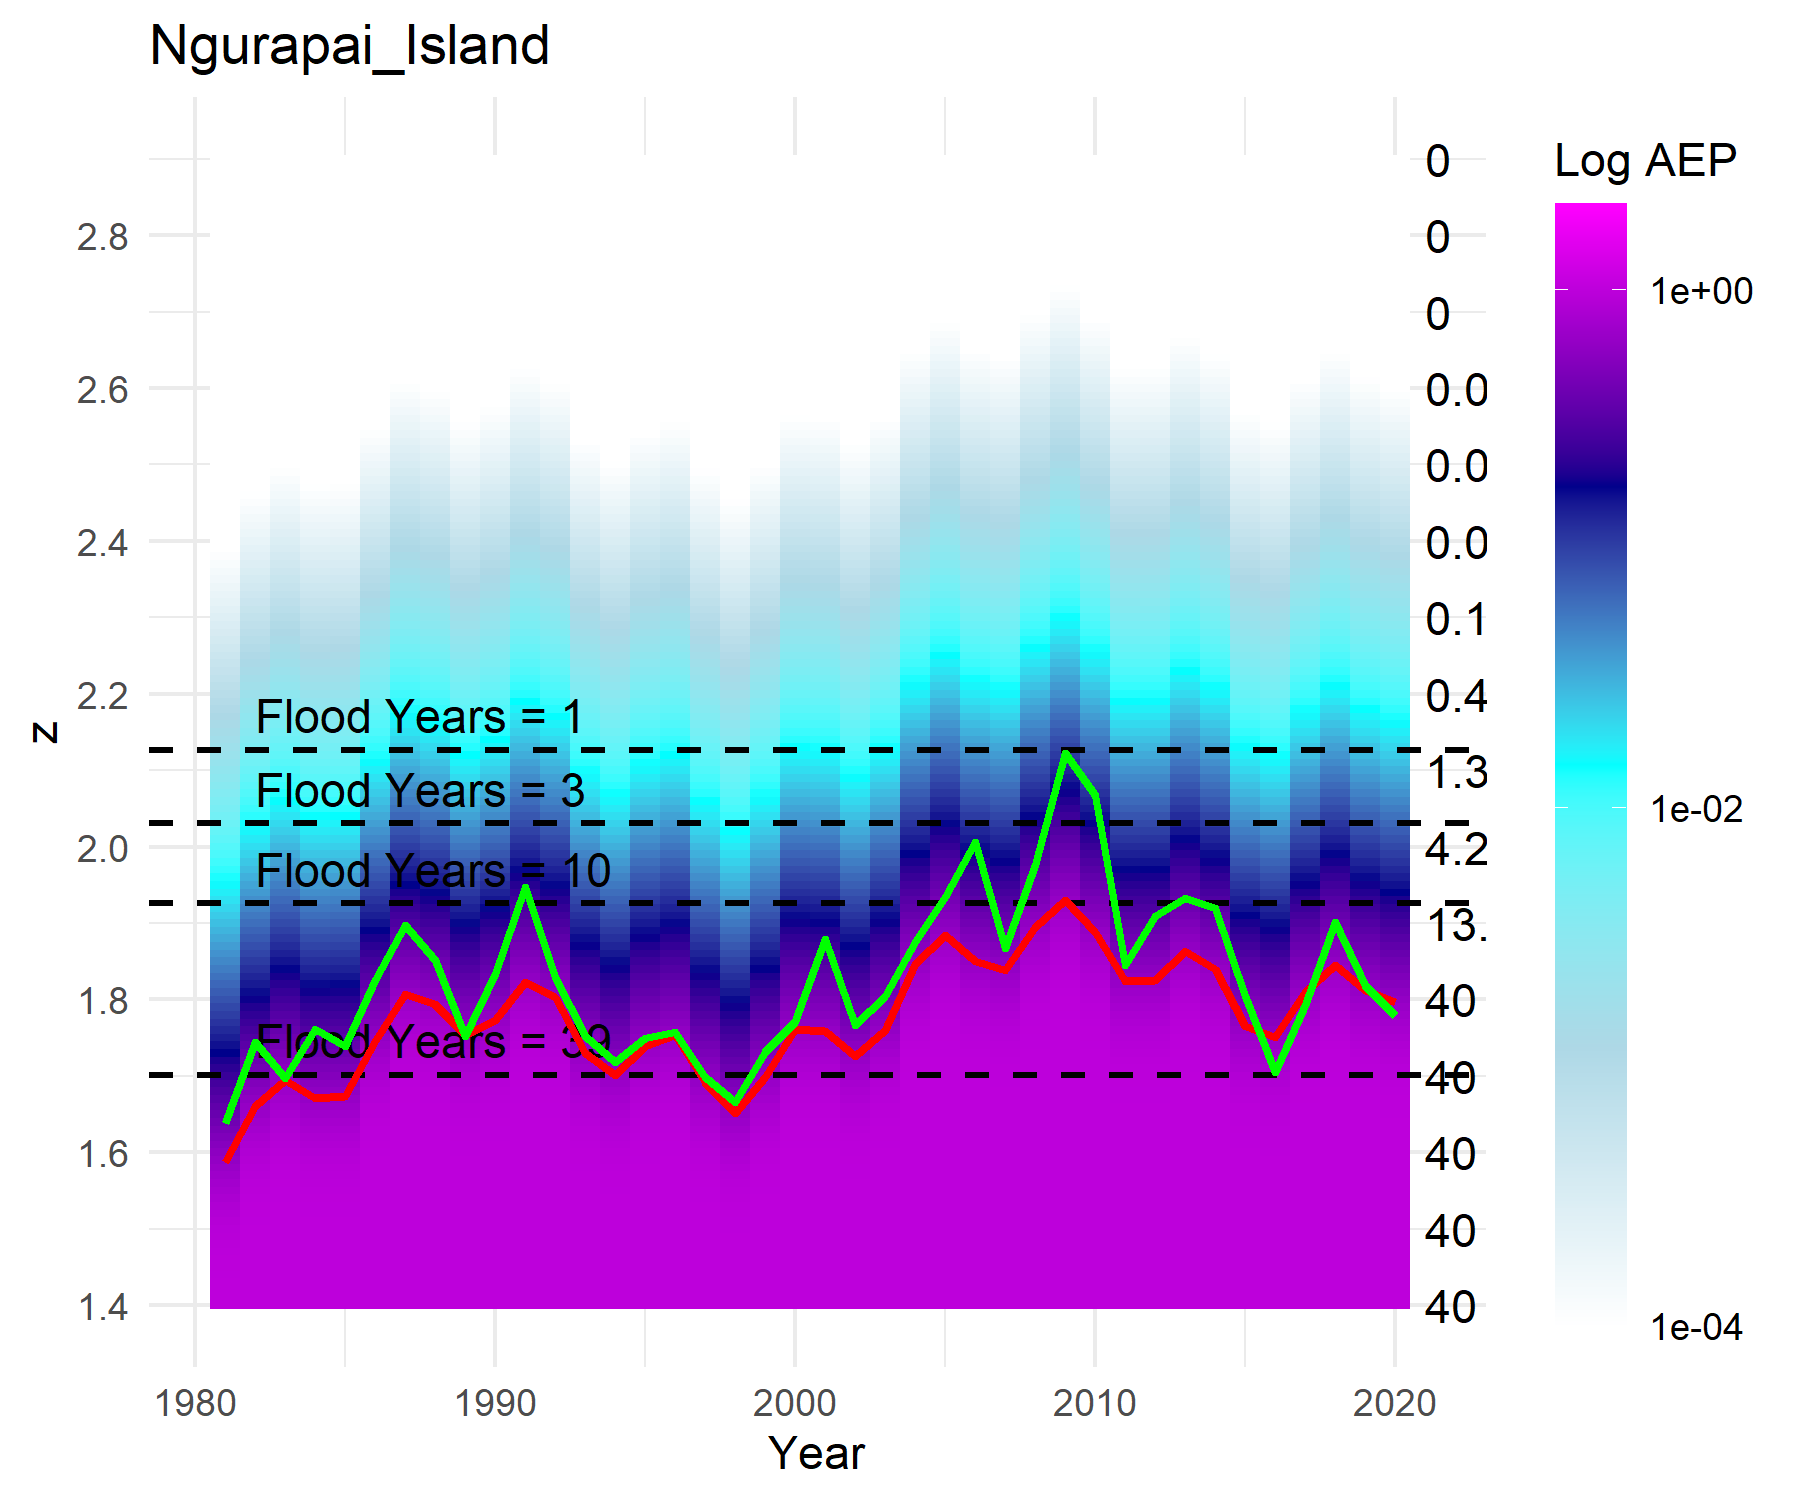 Ngurapai_Island
Log AEP
1e+00
1e-02
1e-04
z
2.8
2.6
2.4
2.2
2.0
1.8
1.6
1.4
Flood Years = 1
Flood Years = 3
Flood Years = 10
Flood Years = 39
0
0
0
0.0
0.0
0.0
0.1
0.4
1.3
4.2
13.
40
40
40
40
40
1980
1990
2000
2010
2020
Year